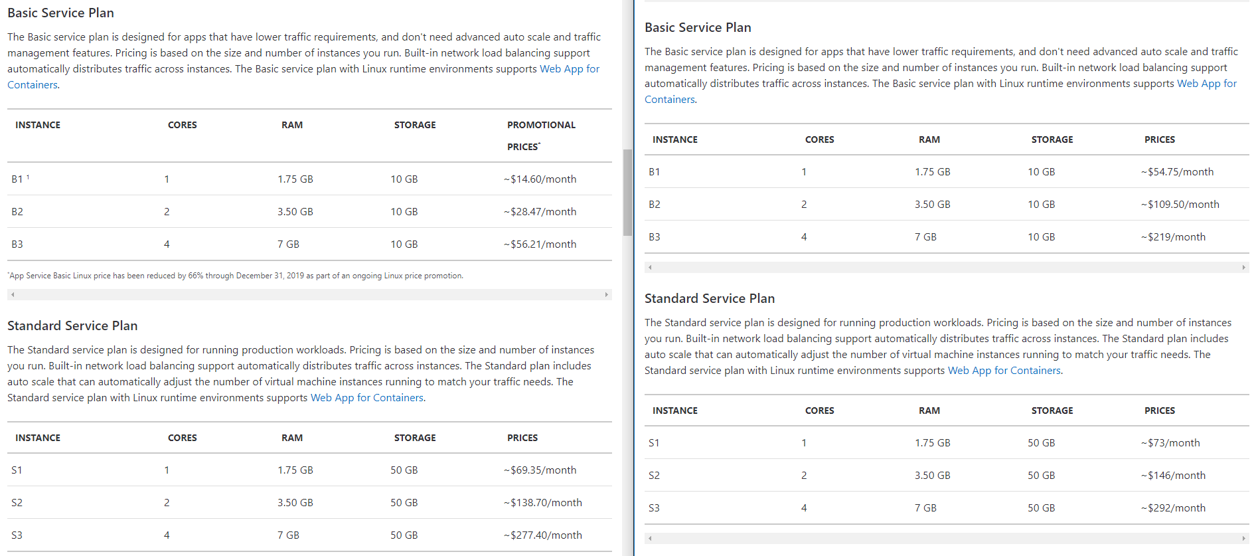 Basic Service Plan
The Basic service plan is designed for apps that have lower traffic requirements, and don't need advanced auto scale and traffic
management features. Pricing is based on the size and number of instances you run. Built-in network load balancing support
automatically distributes traffic across instances. The Basic service plan with Linux runtime environments supports Web App for
Containers.
INSTANCE CORES RAM STORAGE PROMOTIONAL
PRICES*
B1 ¹ 1 1.75 GB 10 GB ~$14.60/month
B2 2 3.50 GB 10 GB ~$28.47/month
B3 4 7 GB 10 GB ~$56.21/month
*App Service Basic Linux price has been reduced by 66% through December 31, 2019 as part of an ongoing Linux price promotion.
Standard Service Plan
The Standard service plan is designed for running production workloads. Pricing is based on the size and number of instances
you run. Built-in network load balancing support automatically distributes traffic across instances. The Standard plan includes
auto scale that can automatically adjust the number of virtual machine instances running to match your traffic needs. The
Standard service plan with Linux runtime environments supports Web App for Containers.
INSTANCE CORES RAM STORAGE PRICES
S1 1 1.75 GB 50 GB ~$69.35/month
S2 2 3.50 GB 50 GB ~$138.70/month
S3 4 7 GB 50 GB ~$277.40/month
Basic Service Plan
The Basic service plan is designed for apps that have lower traffic requirements, and don't need advanced auto scale and traffic
management features. Pricing is based on the size and number of instances you run. Built-in network load balancing support
automatically distributes traffic across instances. The Basic service plan with Linux runtime environments supports Web App for
Containers.
INSTANCE CORES RAM STORAGE PRICES
B1 1 1.75 GB 10 GB ~$54.75/month
B2 2 3.50 GB 10 GB ~$109.50/month
B3 4 7 GB 10 GB ~$219/month
Standard Service Plan
The Standard service plan is designed for running production workloads. Pricing is based on the size and number of instances
you run. Built-in network load balancing support automatically distributes traffic across instances. The Standard plan includes
auto scale that can automatically adjust the number of virtual machine instances running to match your traffic needs. The
Standard service plan with Linux runtime environments supports Web App for Containers.
INSTANCE CORES RAM STORAGE PRICES
S1 1 1.75 GB 50 GB ~$73/month
S2 2 3.50 GB 50 GB ~$146/month
S3 4 7 GB 50 GB ~$292/month